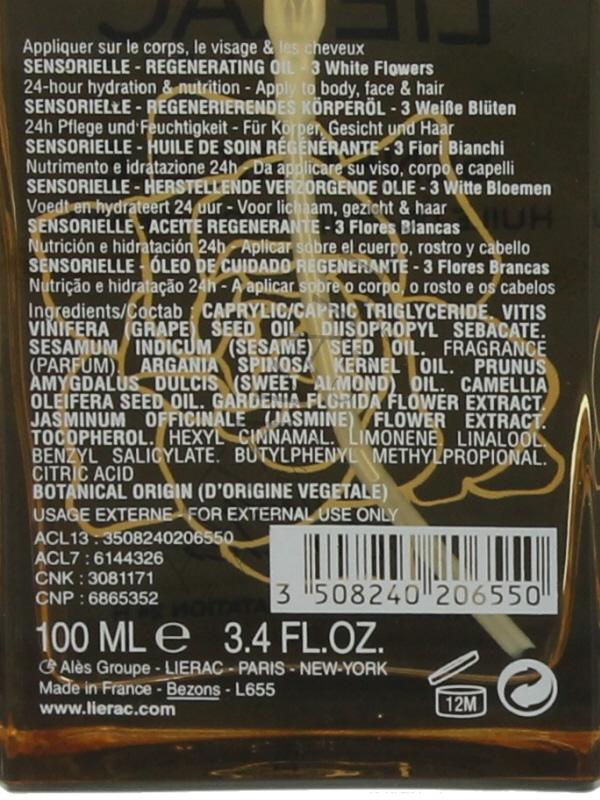 Appliquer sur le corps, le visage & les cheveux
SENSORIELLE - REGENERATING OIL - 3 White Flowers
24-hour hydration & nutrition - Apply to body, face & hair
SENSORIELLE - REGENERIERENDES KÖRPERÖL - 3 Weiße Blüten
24h Pflege und Feuchtigkeit - Für Körper, Gesicht und Haar
SENSORIELLE - HUILE DE SOIN RÉGÉNÉRANTE - 3 Fiori Bianchi
Nutrimento e idratazione 24h - Da applicare su viso, corpo e capelli
SENSORIELLE - HERSTELLENDE VERZORGENDE OLIE - 3 Witte Bloemen
Voedt en hydrateert 24 uur - Voor lichaam, gezicht & haar
SENSORIELLE - ACEITE REGENERANTE - 3 Flores Blancas
Nutrición e hidratación 24h - Aplicar sobre el cuerpo, rostro y cabello
SENSORIELLE - ÓLEO DE CUIDADO REGENERANTE - 3 Flores Brancas
Nutrição e hidratação 24h - A aplicar sobre o corpo, o rosto e os cabelos
Ingredients/Coctab : CAPRYLIC/CAPRIC TRIGLYCERIDE. VITIS
VINIFERA (GRAPE) SEED OIL. DIISOPROPYL SEBACATE.
SESAMUM INDICUM (SESAME) SEED OIL. FRAGRANCE
(PARFUM). ARGANIA SPINOSA KERNEL OIL. PRUNUS
AMYGDALUS DULCIS (SWEET ALMOND) OIL. CAMELLIA
OLEIFERA SEED OIL. GARDENIA FLORIDA FLOWER EXTRACT.
JASMINUM OFFICINALE (JASMINE) FLOWER EXTRACT.
TOCOPHEROL. HEXYL CINNAMAL. LIMONENE LINALOOL.
BENZYL SALICYLATE. BUTYLPHENYL METHYLPROPIONAL.
CITRIC ACID
BOTANICAL ORIGIN (D'ORIGINE VEGETALE)
USAGE EXTERNE - FOR EXTERNAL USE ONLY
ACL13 : 3508240206550
ACL7 : 6144326
CNK : 3081171
CNP : 6865352
3 508240 206550
100 ML e 3.4 FL.OZ.
Alès Groupe - LIERAC - PARIS - NEW-YORK
Made in France - Bezons - L655
www.lierac.com
12M